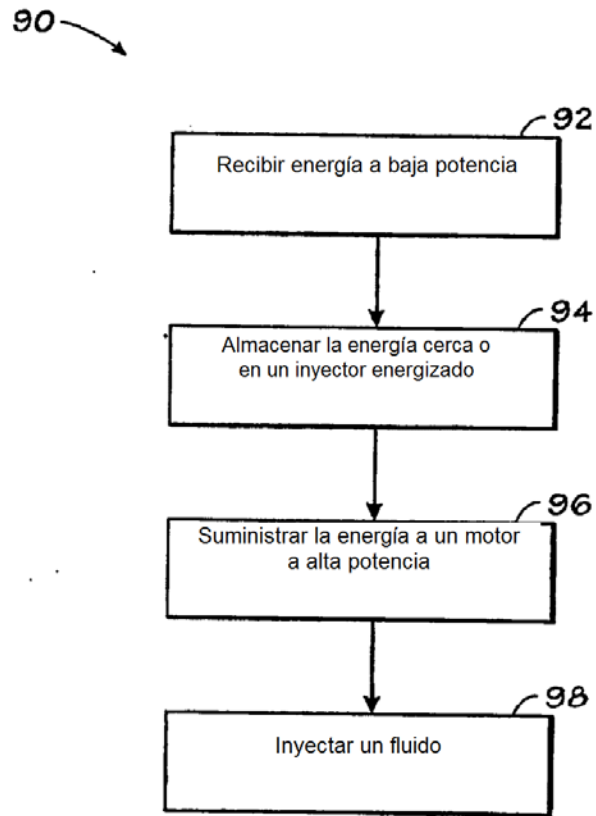 90
92
Recibir energía a baja potencia
94
Almacenar la energía cerca o
en un inyector energizado
96
Suministrar la energía a un motor
a alta potencia
98
Inyectar un fluido